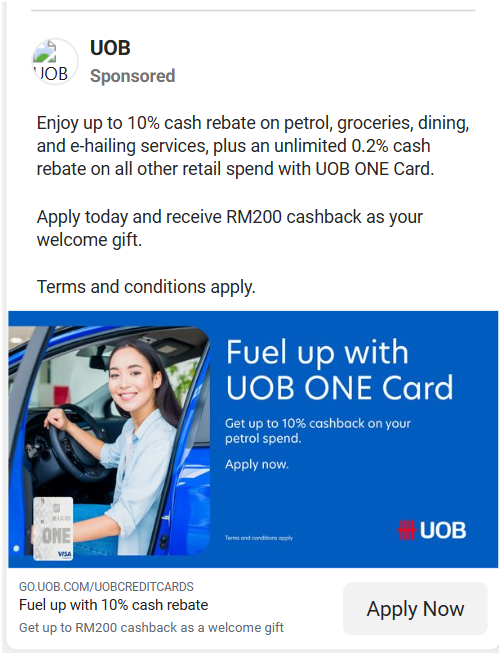 UOB
UOB
Sponsored
Enjoy up to 10% cash rebate on petrol, groceries, dining,
and e-hailing services, plus an unlimited 0.2% cash
rebate on all other retail spend with UOB ONE Card.
Apply today and receive RM200 cashback as your
welcome gift.
Terms and conditions apply.
Fuel up with
UOB ONE Card
Get up to 10% cashback on your
petrol spend.
Apply now.
UOB
ONE
VISA
Terms and conditions apply
UOB
GO.UOB.COM/UOBCREDITCARDS
Fuel up with 10% cash rebate
Get up to RM200 cashback as a welcome gift
Apply Now